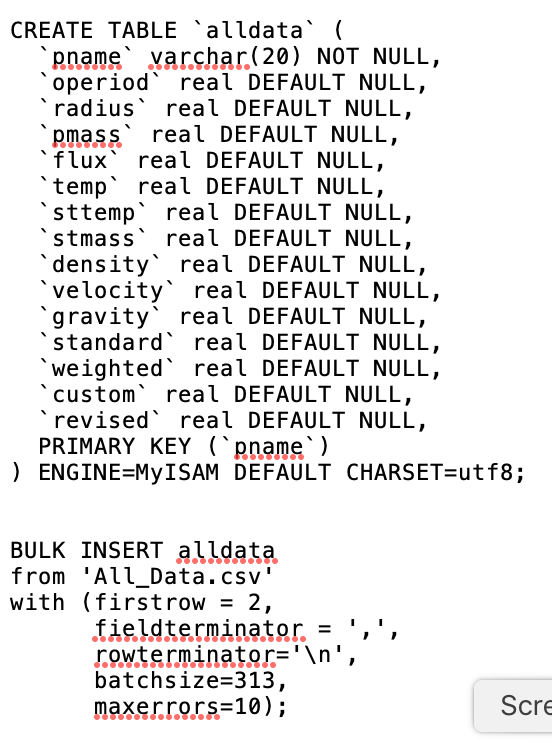 CREATE TABLE `alldata` (
  `pname` varchar(20) NOT NULL,
  `operiod` real DEFAULT NULL,
  `radius` real DEFAULT NULL,
  `pmass` real DEFAULT NULL,
  `flux` real DEFAULT NULL,
  `temp` real DEFAULT NULL,
  `sttemp` real DEFAULT NULL,
  `stmass` real DEFAULT NULL,
  `density` real DEFAULT NULL,
  `velocity` real DEFAULT NULL,
  `gravity` real DEFAULT NULL,
  `standard` real DEFAULT NULL,
  `weighted` real DEFAULT NULL,
  `custom` real DEFAULT NULL,
  `revised` real DEFAULT NULL,
  PRIMARY KEY (`pname`)
) ENGINE=MyISAM DEFAULT CHARSET=utf8;
BULK INSERT alldata
from 'All_Data.csv'
with (firstrow = 2,
      fieldterminator = ',',
      rowterminator='\n',
      batchsize=313,
      maxerrors=10);
Scre